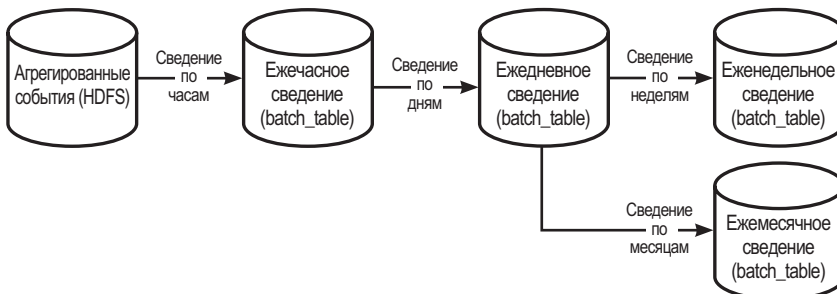 Агрегированные
события (HDFS)
Сведение
по
часам
Ежечасное
сведение
(batch_table)
Сведение
по
дням
Ежедневное
сведение
(batch_table)
Сведение
по
неделям
Еженедельное
сведение
(batch_table)
Сведение
по
месяцам
Ежемесячное
сведение
(batch_table)